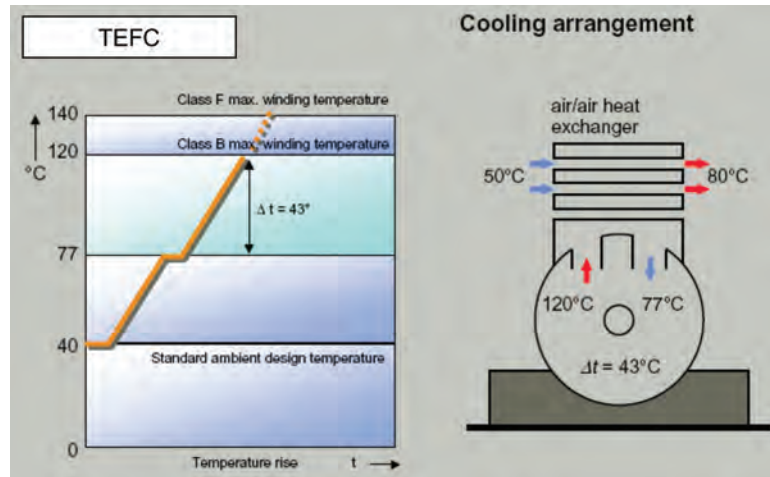 TEFC
Cooling arrangement
140
Class F max. winding temperature
120
Class B max. winding temperature
°C
Δ t = 43°
77
40
Standard ambient design temperature
0
Temperature rise t
air/air heat
exchanger
50°C 80°C
120°C 77°C
Δt = 43°C